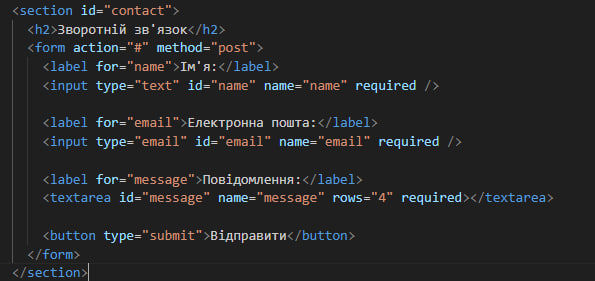 <section id="contact">
<h2>Зворотній зв'язок</h2>
<form action="#" method="post">
<label for="name">Ім'я:</label>
<input type="text" id="name" name="name" required />
<label for="email">Електронна пошта:</label>
<input type="email" id="email" name="email" required />
<label for="message">Повідомлення:</label>
<textarea id="message" name="message" rows="4" required></textarea>
<button type="submit">Відправити</button>
</form>
</section>